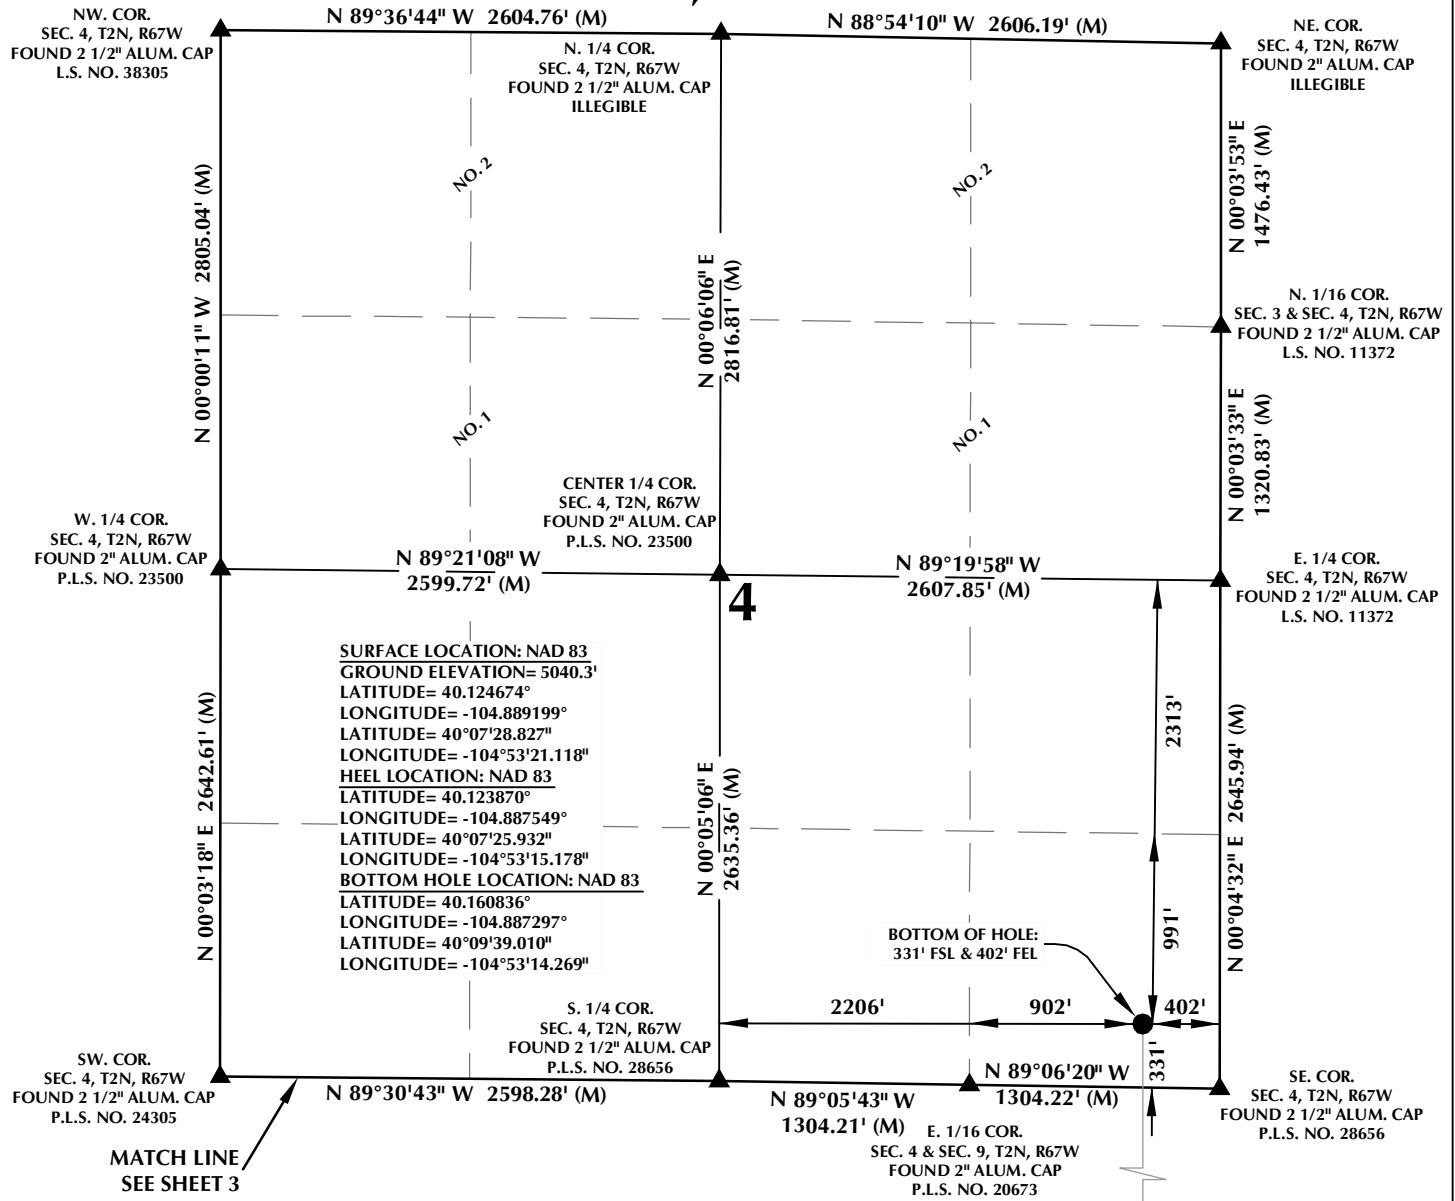 N 89°36'44" W 2604.76' (M)
N 88°54'10" W 2606.19' (M)
NW. COR.
SEC. 4, T2N, R67W
FOUND 2 1/2" ALUM. CAP
L.S. NO. 38305
N. 1/4 COR.
SEC. 4, T2N, R67W
FOUND 2 1/2" ALUM. CAP
ILLEGIBLE
NE. COR.
SEC. 4, T2N, R67W
FOUND 2" ALUM. CAP
ILLEGIBLE
NO. 2
NO. 2
N 00°03'53" E
1476.43' (M)
N 00°00'11" W 2805.04' (M)
N 00°06'06" E
2816.81' (M)
N. 1/16 COR.
SEC. 3 & SEC. 4, T2N, R67W
FOUND 2 1/2" ALUM. CAP
L.S. NO. 11372
NO. 1
NO. 1
N 00°03'33" E
1320.83' (M)
CENTER 1/4 COR.
SEC. 4, T2N, R67W
FOUND 2" ALUM. CAP
P.L.S. NO. 23500
W. 1/4 COR.
SEC. 4, T2N, R67W
FOUND 2" ALUM. CAP
P.L.S. NO. 23500
N 89°21'08" W
2599.72' (M)
N 89°19'58" W
2607.85' (M)
E. 1/4 COR.
SEC. 4, T2N, R67W
FOUND 2 1/2" ALUM. CAP
L.S. NO. 11372
4
SURFACE LOCATION: NAD 83
GROUND ELEVATION= 5040.3'
LATITUDE= 40.124674°
LONGITUDE= -104.889199°
LATITUDE= 40°07'28.827"
LONGITUDE= -104°53'21.118"
HEEL LOCATION: NAD 83
LATITUDE= 40.123870°
LONGITUDE= -104.887549°
LATITUDE= 40°07'25.932"
LONGITUDE= -104°53'15.178"
BOTTOM HOLE LOCATION: NAD 83
LATITUDE= 40.160836°
LONGITUDE= -104.887297°
LATITUDE= 40°09'39.010"
LONGITUDE= -104°53'14.269"
N 00°03'18" E 2642.61' (M)
N 00°05'06" E
2635.36' (M)
2313'
N 00°04'32" E 2645.94' (M)
991'
BOTTOM OF HOLE:
331' FSL & 402' FEL
2206'
902'
402'
331'
S. 1/4 COR.
SEC. 4, T2N, R67W
FOUND 2 1/2" ALUM. CAP
P.L.S. NO. 28656
SW. COR.
SEC. 4, T2N, R67W
FOUND 2 1/2" ALUM. CAP
P.L.S. NO. 24305
N 89°30'43" W 2598.28' (M)
N 89°05'43" W
1304.21' (M)
N 89°06'20" W
1304.22' (M)
SE. COR.
SEC. 4, T2N, R67W
FOUND 2 1/2" ALUM. CAP
P.L.S. NO. 28656
E. 1/16 COR.
SEC. 4 & SEC. 9, T2N, R67W
FOUND 2" ALUM. CAP
P.L.S. NO. 20673
MATCH LINE
SEE SHEET 3